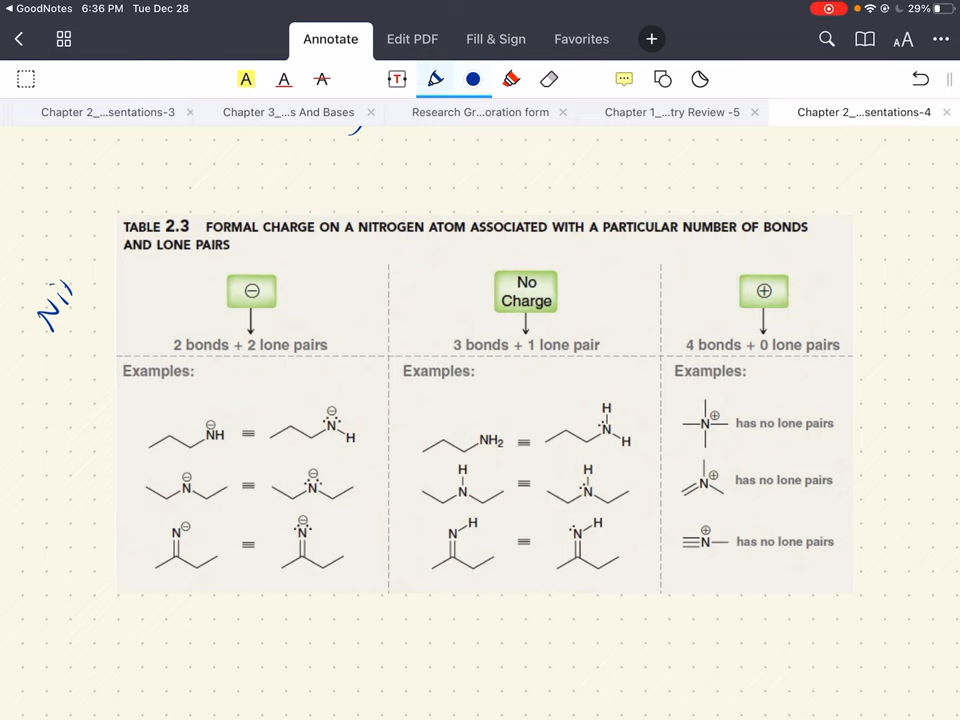 GoodNotes 6:36 PM Tue Dec 28 29%
Annotate Edit PDF Fill & Sign Favorites
A A A T AA
Chapter 2_...sentations-3 × Chapter 3_...s And Bases × Research Gr...oration form × Chapter 1_...try Review -5 × Chapter 2_...sentations-4 ×
TABLE 2.3 FORMAL CHARGE ON A NITROGEN ATOM ASSOCIATED WITH A PARTICULAR NUMBER OF BONDS
AND LONE PAIRS
⊖ No Charge ⊕
2 bonds + 2 lone pairs 3 bonds + 1 lone pair 4 bonds + 0 lone pairs
Examples: Examples: Examples:
⊖ NH ≡ ⊖ N H NH2 ≡ H N H N ⊕ has no lone pairs
⊖ N ≡ ⊖ N H N ≡ H N N ⊕ has no lone pairs
N ⊖ ≡ ⊖ N N H ≡ N H ⊕ N has no lone pairs